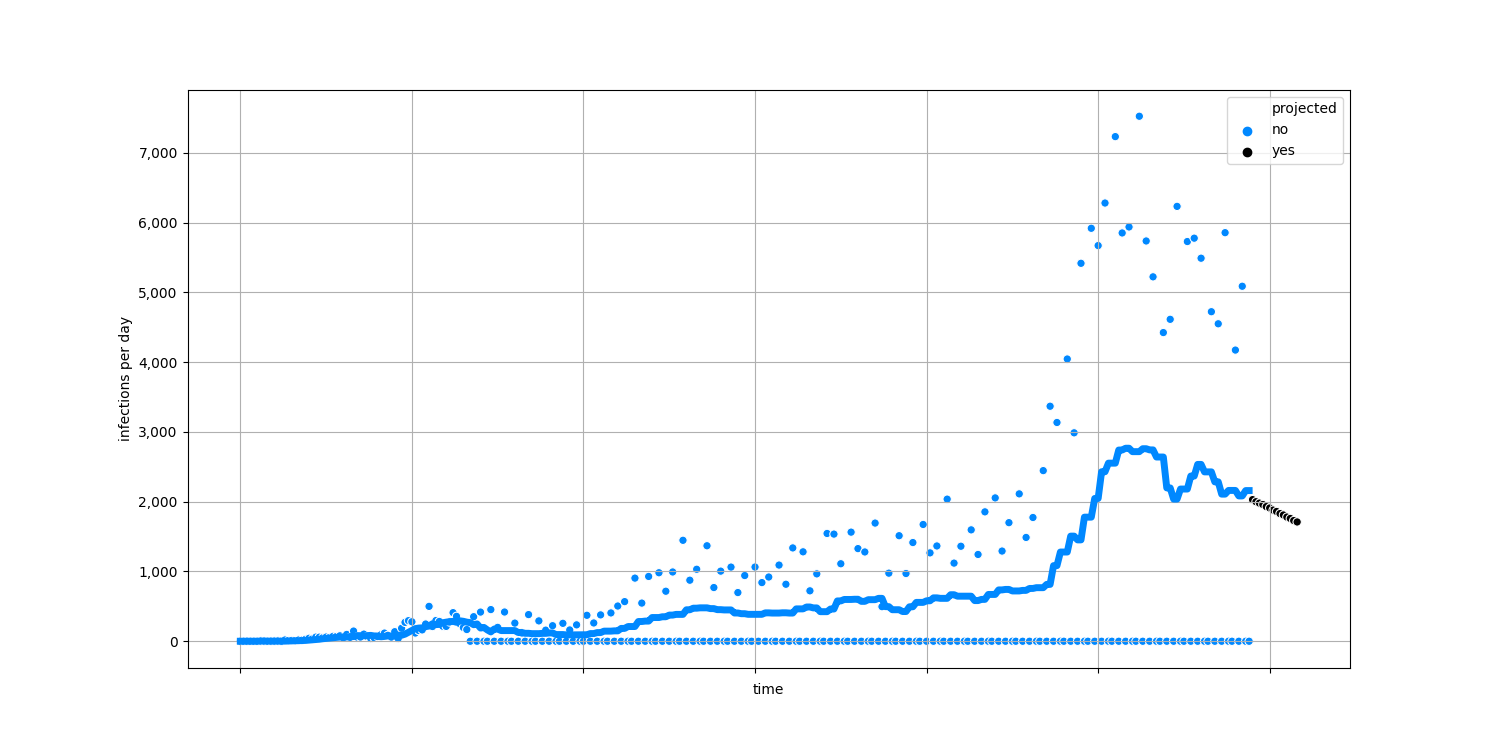 projected
no
yes
7,000
6,000
5,000
4,000
3,000
2,000
1,000
0
infections per day
time